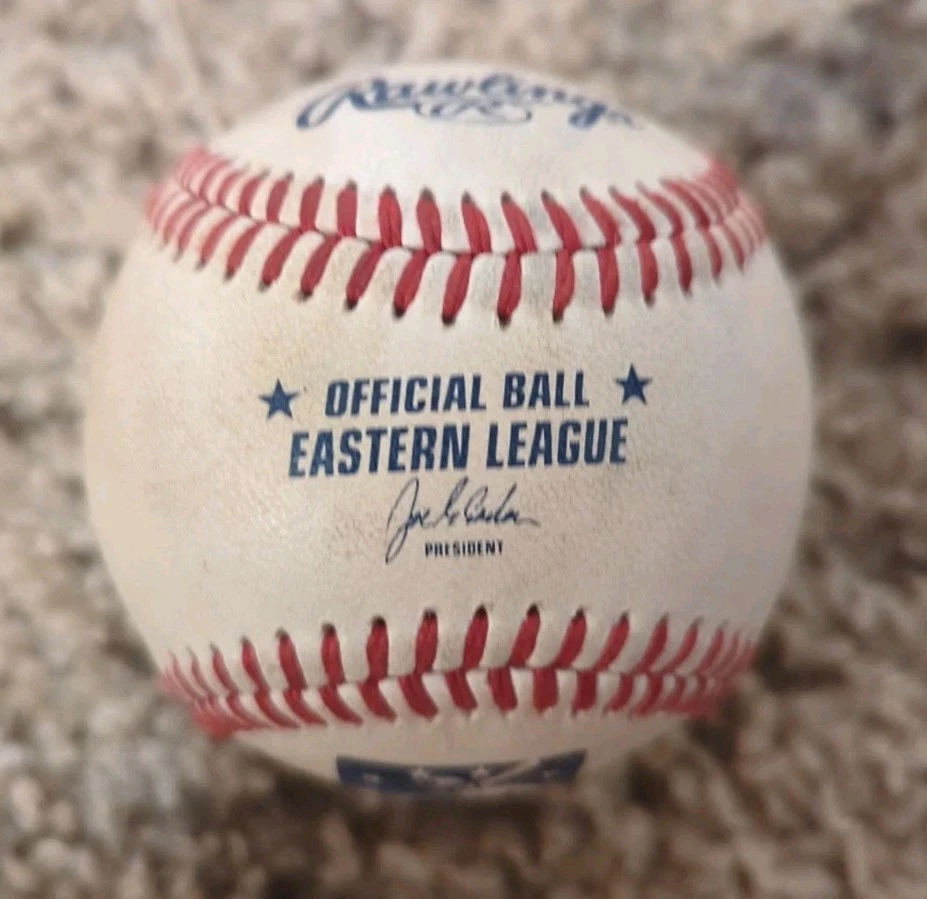 Rawlings
OFFICIAL BALL
EASTERN LEAGUE
PRESIDENT